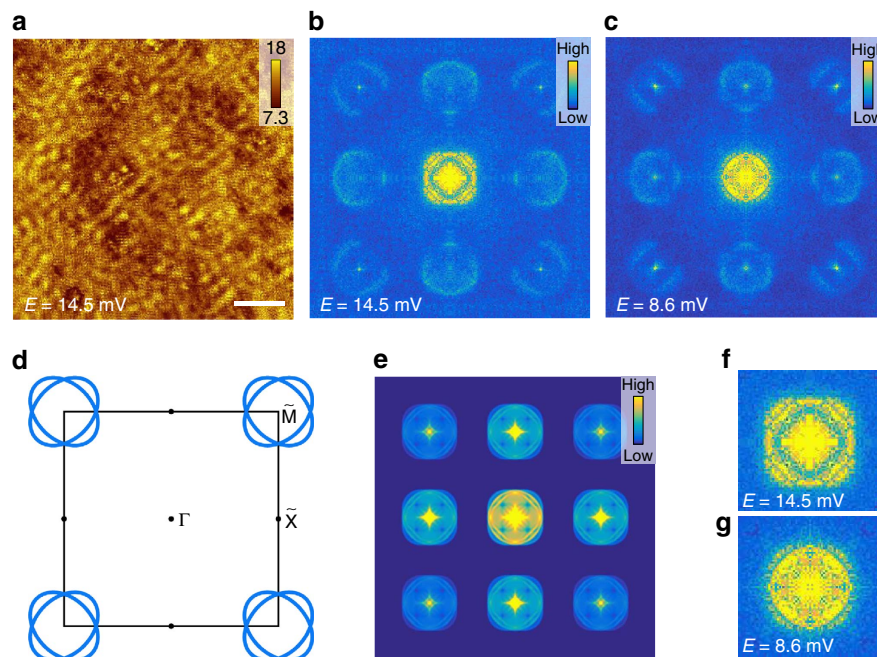 a
18
7.3
E = 14.5 mV
b
High
Low
E = 14.5 mV
c
High
Low
E = 8.6 mV
d
M̃
Γ
X̃
e
High
Low
f
E = 14.5 mV
g
E = 8.6 mV